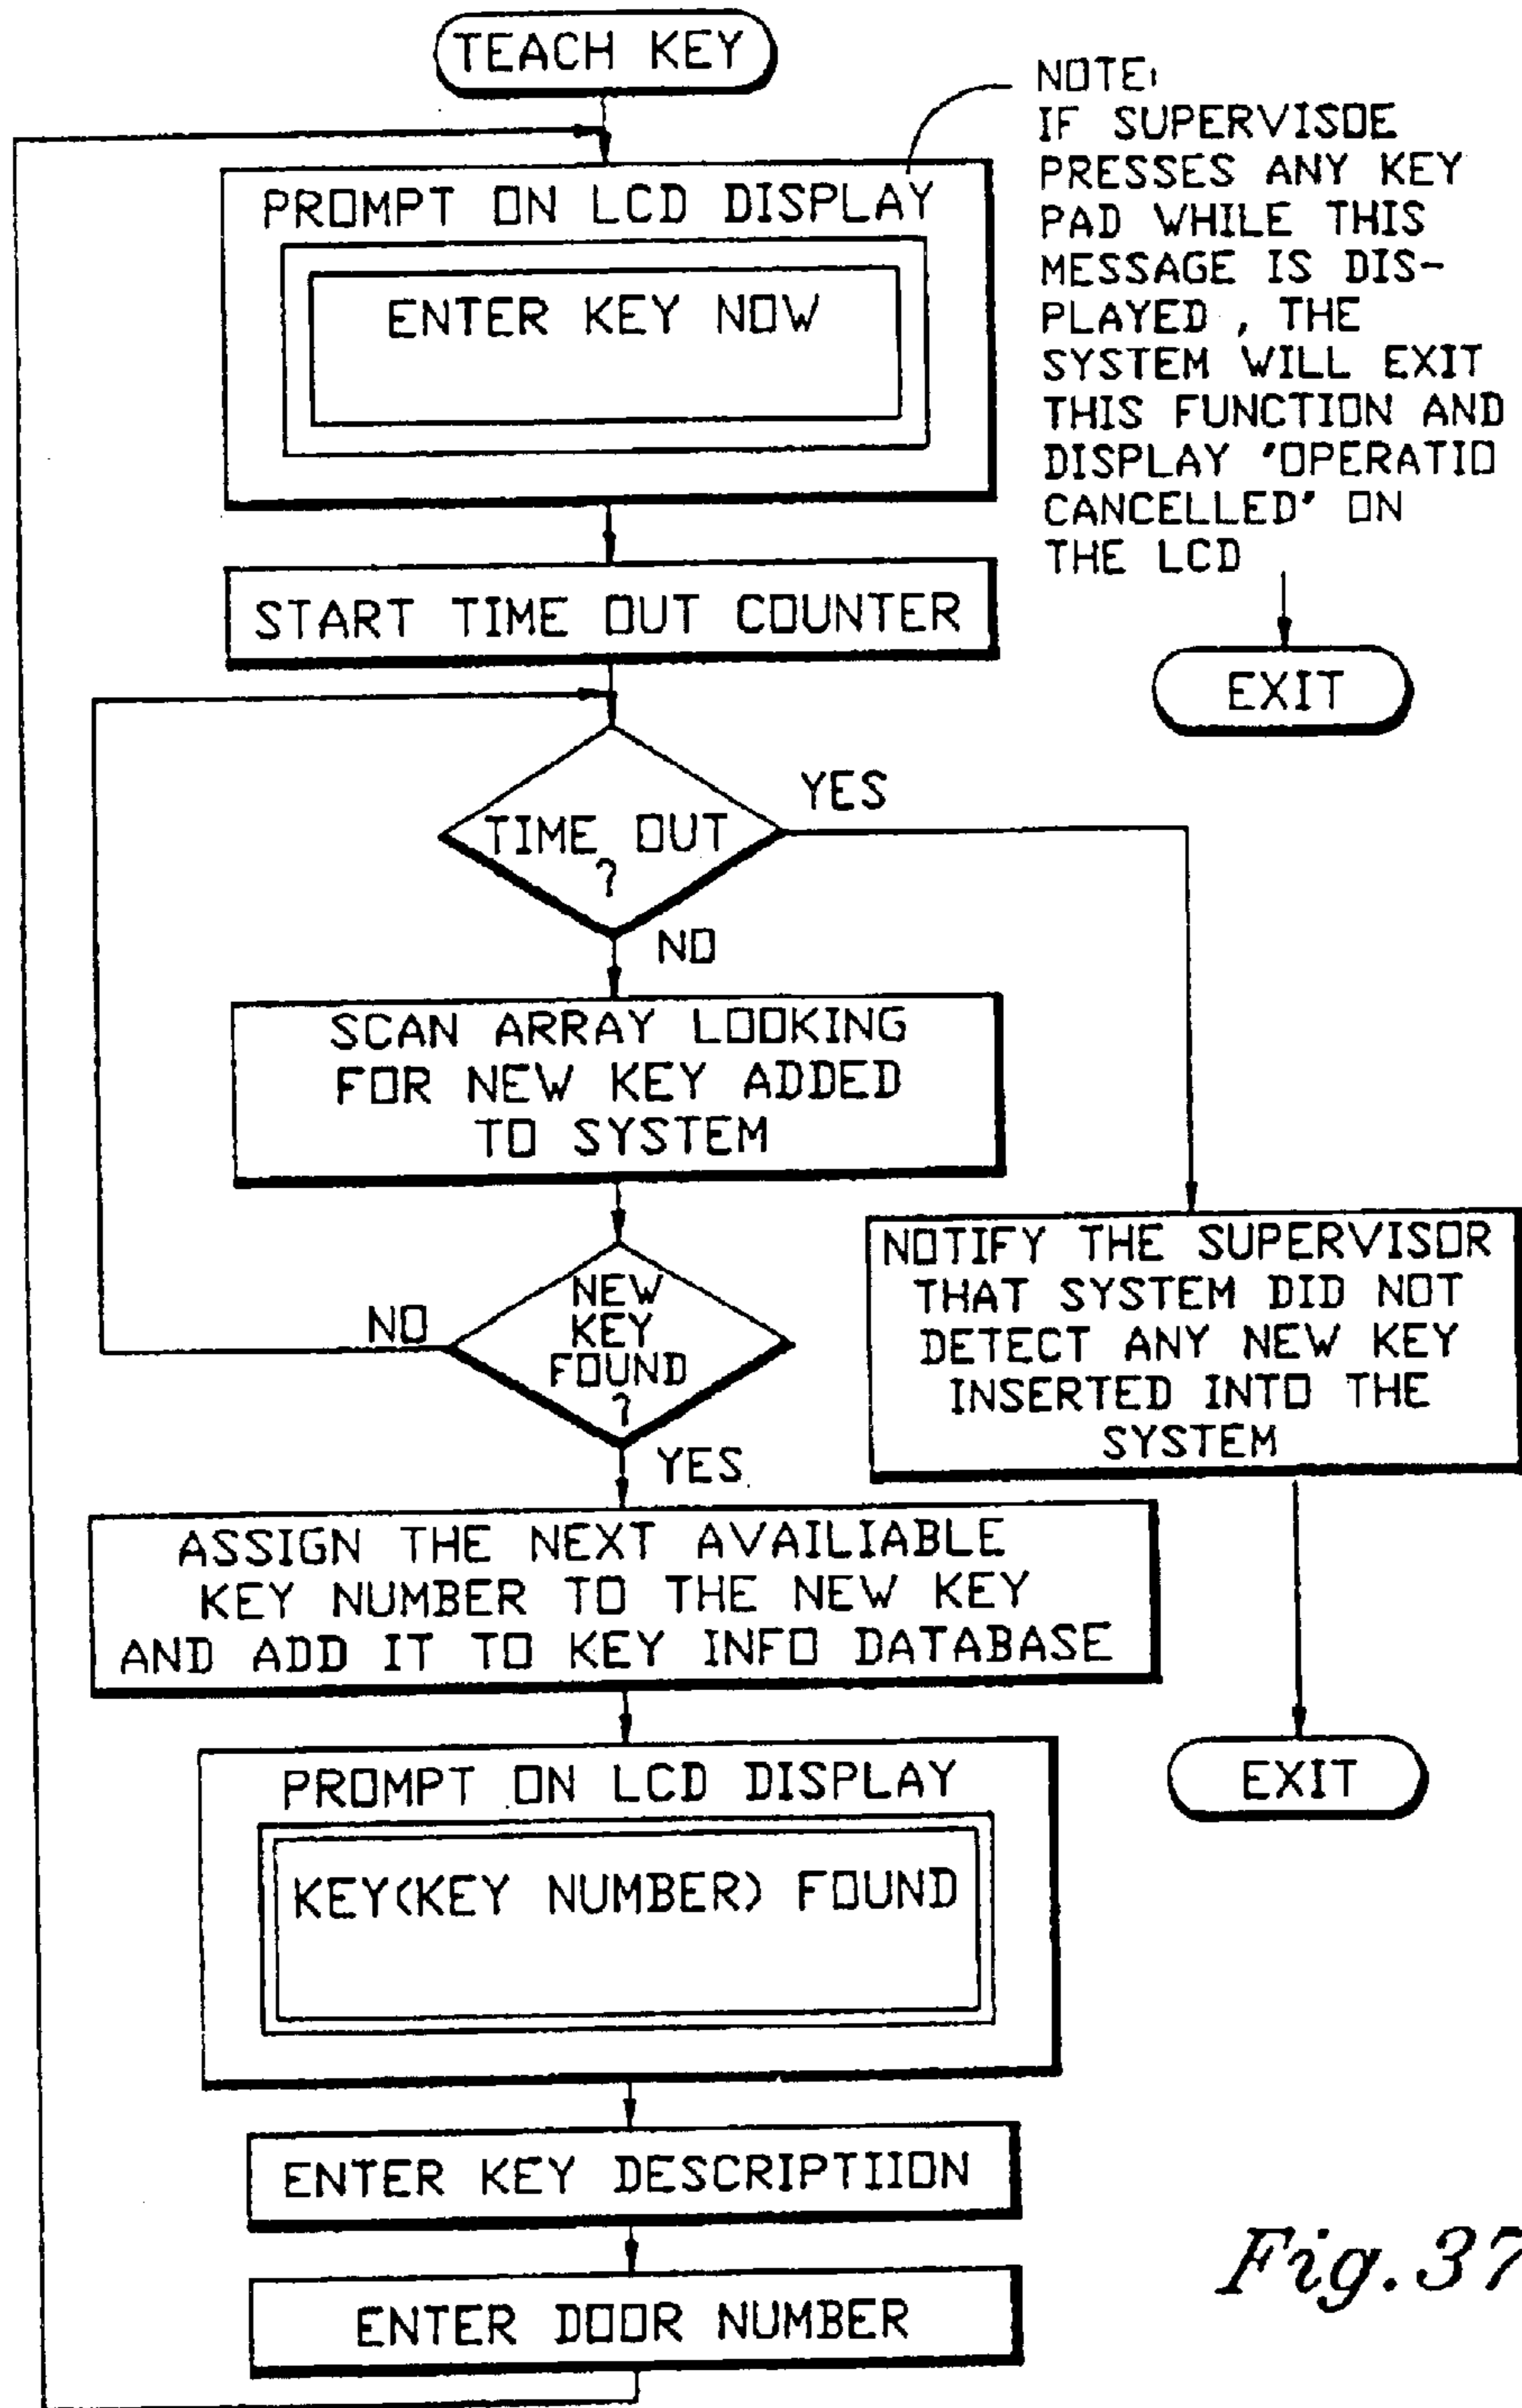 TEACH KEY
NOTE:
IF SUPERVISOE
PRESSES ANY KEY
PAD WHILE THIS
MESSAGE IS DIS-
PLAYED , THE
SYSTEM WILL EXIT
THIS FUNCTION AND
DISPLAY 'OPERATIO
CANCELLED' ON
THE LCD
EXIT
PROMPT ON LCD DISPLAY
ENTER KEY NOW
START TIME OUT COUNTER
TIME OUT
?
YES
NO
SCAN ARRAY LOOKING
FOR NEW KEY ADDED
TO SYSTEM
NEW
KEY
FOUND
?
NO
YES
NOTIFY THE SUPERVISOR
THAT SYSTEM DID NOT
DETECT ANY NEW KEY
INSERTED INTO THE
SYSTEM
EXIT
ASSIGN THE NEXT AVAILIABLE
KEY NUMBER TO THE NEW KEY
AND ADD IT TO KEY INFO DATABASE
PROMPT ON LCD DISPLAY
KEY(KEY NUMBER) FOUND
ENTER KEY DESCRIPTIION
ENTER DOOR NUMBER
Fig. 37